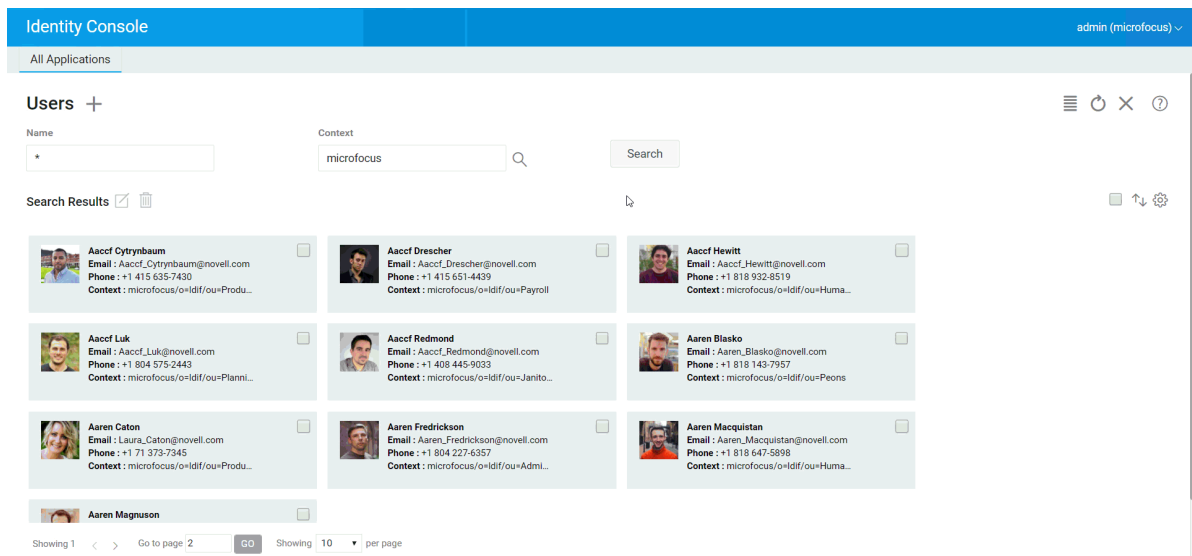 Identity Console
admin (microfocus)
All Applications
Users
Name
Context
*
microfocus
Search
Search Results
Aaccf Cytrynbaum
Email : Aaccf_Cytrynbaum@novell.com
Phone : +1 415 635-7430
Context : microfocus/o=ldif/ou=Produ...
Aaccf Drescher
Email : Aaccf_Drescher@novell.com
Phone : +1 415 651-4439
Context : microfocus/o=ldif/ou=Payroll
Aaccf Hewitt
Email : Aaccf_Hewitt@novell.com
Phone : +1 818 932-8519
Context : microfocus/o=ldif/ou=Huma...
Aaccf Luk
Email : Aaccf_Luk@novell.com
Phone : +1 804 575-2443
Context : microfocus/o=ldif/ou=Planni...
Aaccf Redmond
Email : Aaccf_Redmond@novell.com
Phone : +1 408 445-9033
Context : microfocus/o=ldif/ou=Janito...
Aaren Blasko
Email : Aaren_Blasko@novell.com
Phone : +1 818 143-7957
Context : microfocus/o=ldif/ou=Peons
Aaren Caton
Email : Laura_Caton@novell.com
Phone : +1 71 373-7345
Context : microfocus/o=ldif/ou=Produ...
Aaren Fredrickson
Email : Aaren_Fredrickson@novell.com
Phone : +1 804 227-6357
Context : microfocus/o=ldif/ou=Admi...
Aaren Macquistan
Email : Aaren_Macquistan@novell.com
Phone : +1 818 647-5898
Context : microfocus/o=ldif/ou=Huma...
Aaren Magnuson
Showing 1 < > Go to page 2 GO Showing 10 per page